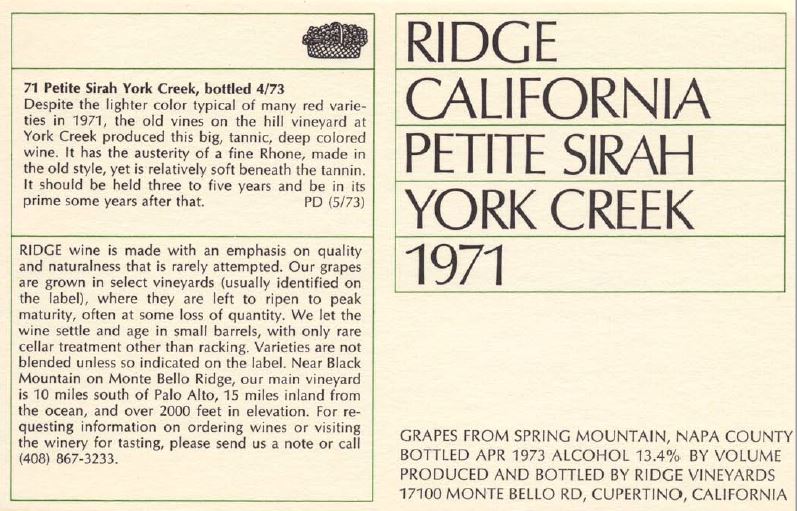 71 Petite Sirah York Creek, bottled 4/73
Despite the lighter color typical of many red varie-
ties in 1971, the old vines on the hill vineyard at
York Creek produced this big, tannic, deep colored
wine. It has the austerity of a fine Rhone, made in
the old style, yet is relatively soft beneath the tannin.
It should be held three to five years and be in its
prime some years after that. PD (5/73)
RIDGE wine is made with an emphasis on quality
and naturalness that is rarely attempted. Our grapes
are grown in select vineyards (usually identified on
the label), where they are left to ripen to peak
maturity, often at some loss of quantity. We let the
wine settle and age in small barrels, with only rare
cellar treatment other than racking. Varieties are not
blended unless so indicated on the label. Near Black
Mountain on Monte Bello Ridge, our main vineyard
is 10 miles south of Palo Alto, 15 miles inland from
the ocean, and over 2000 feet in elevation. For re-
questing information on ordering wines or visiting
the winery for tasting, please send us a note or call
(408) 867-3233.
RIDGE
CALIFORNIA
PETITE SIRAH
YORK CREEK
1971
GRAPES FROM SPRING MOUNTAIN, NAPA COUNTY
BOTTLED APR 1973 ALCOHOL 13.4% BY VOLUME
PRODUCED AND BOTTLED BY RIDGE VINEYARDS
17100 MONTE BELLO RD, CUPERTINO, CALIFORNIA